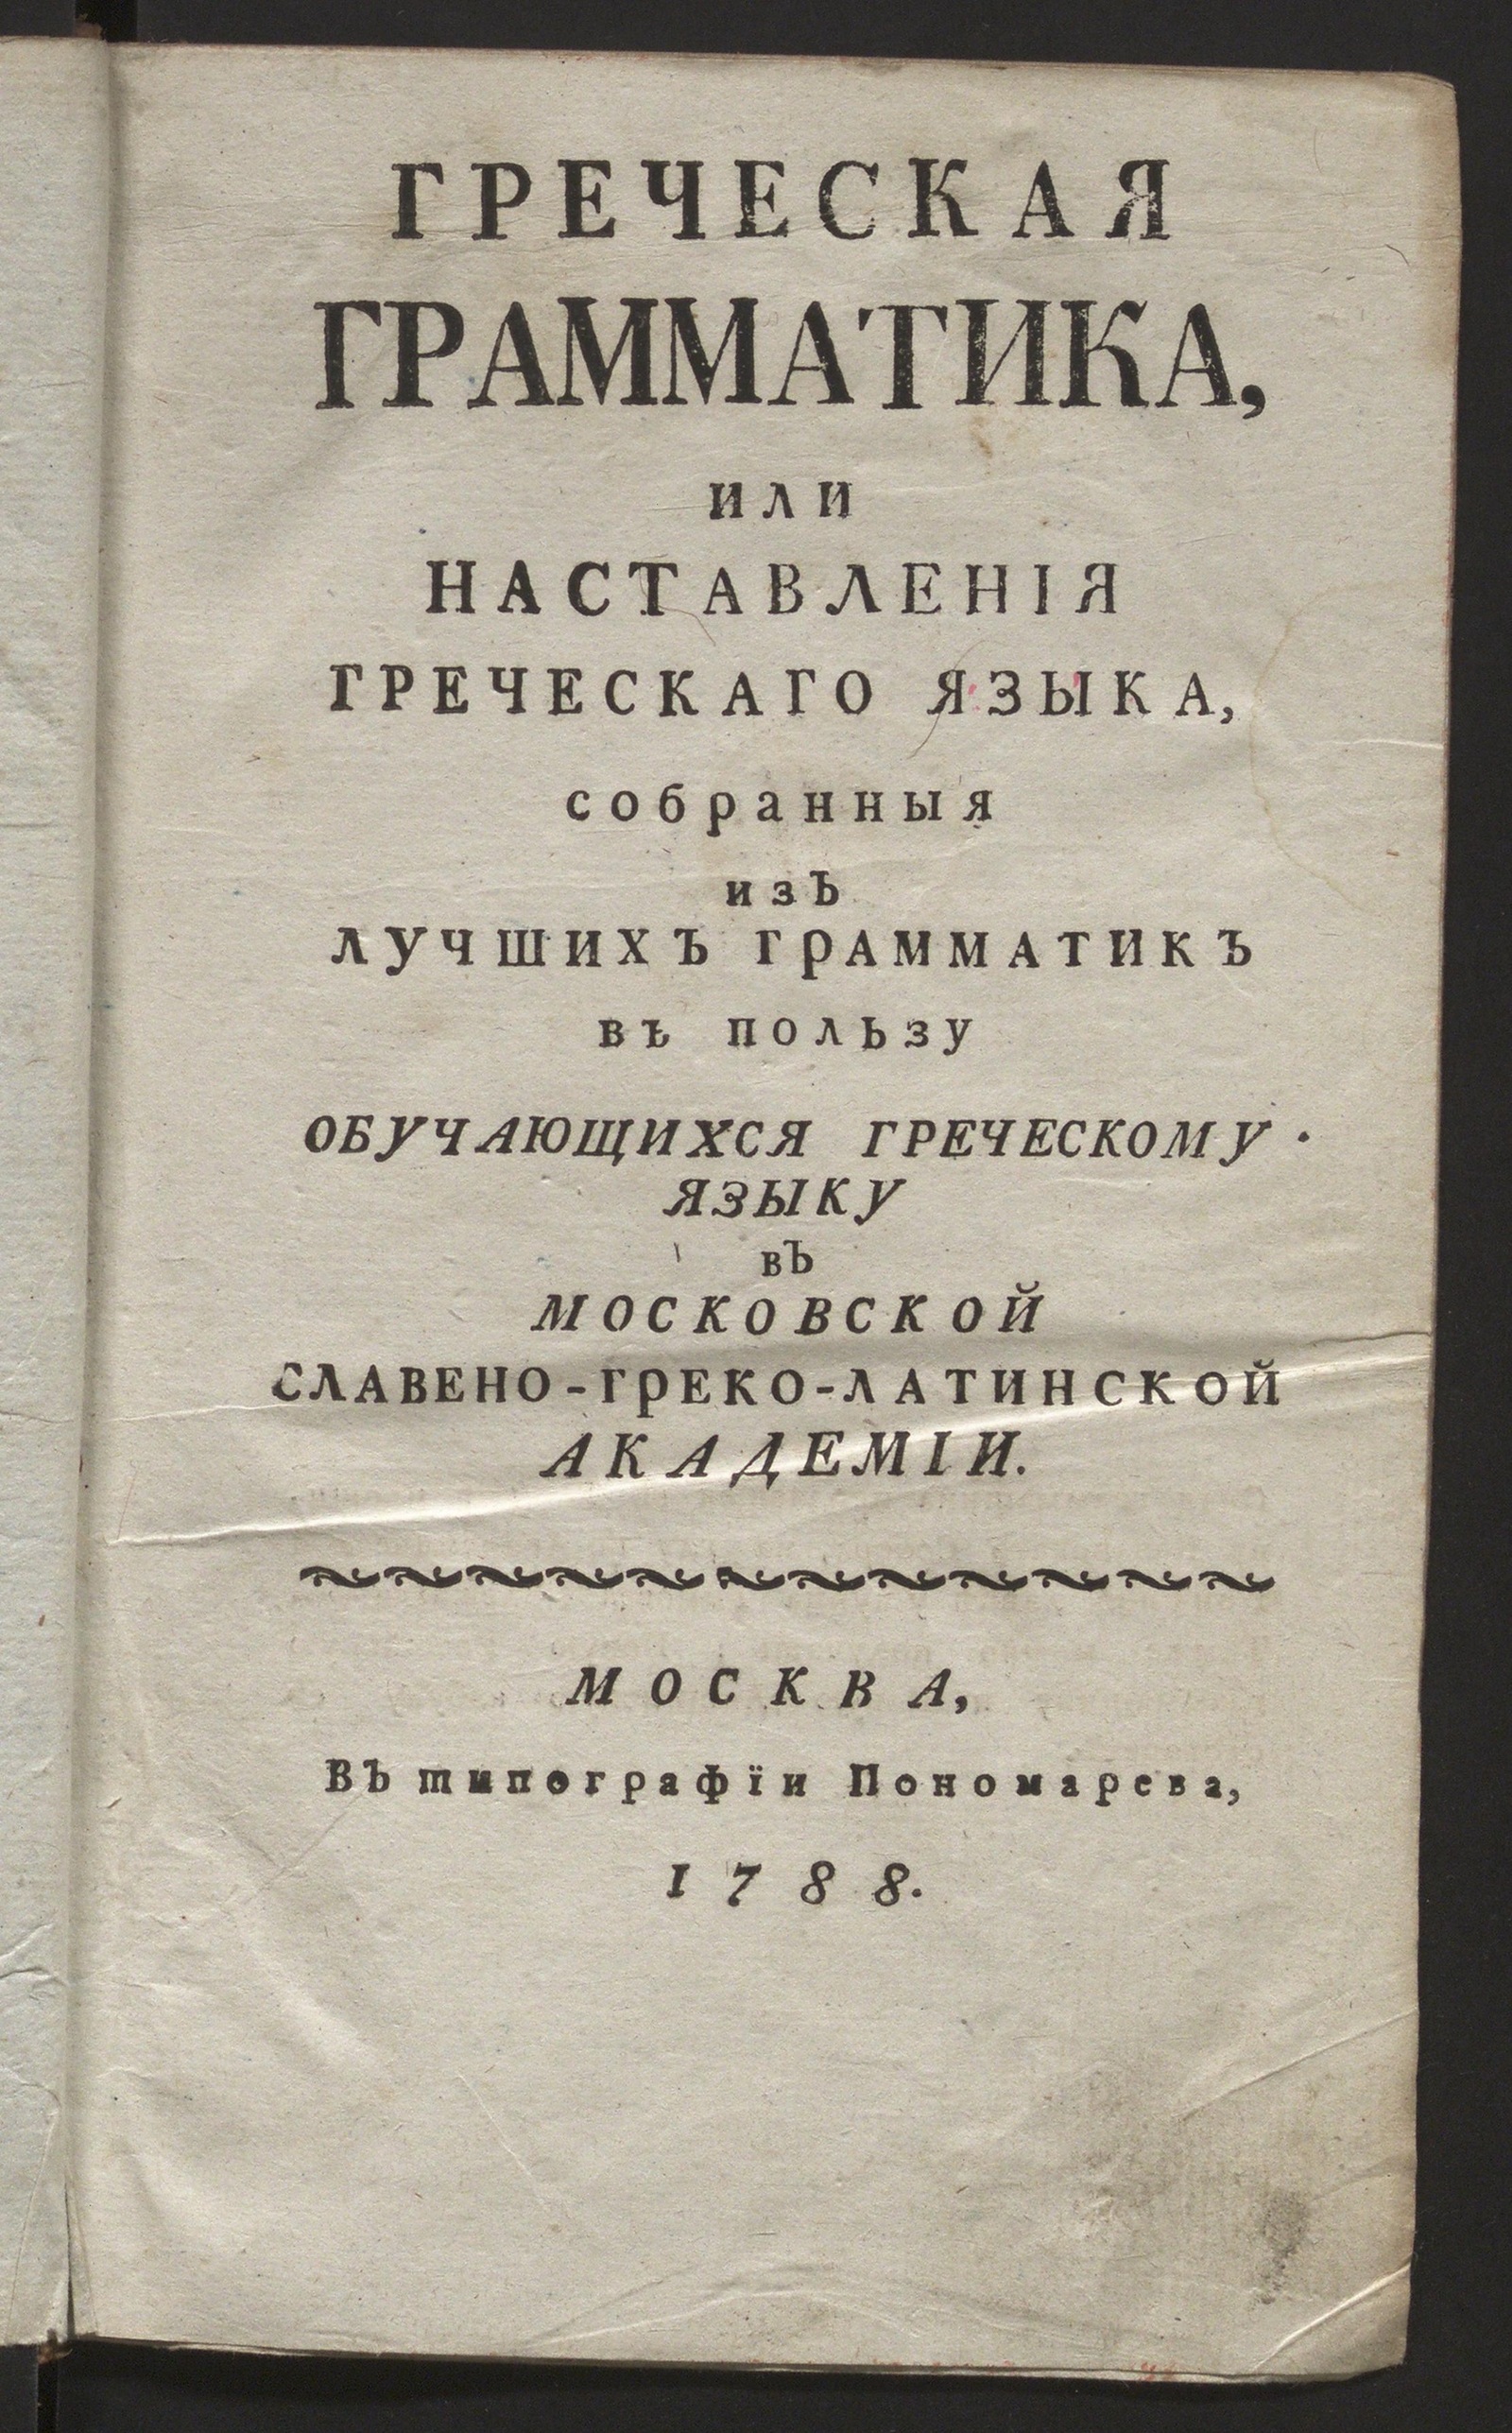 ГРЕЧЕСКАЯ
ГРАММАТИКА,
ИЛИ
НАСТАВЛЕНІЯ
ГРЕЧЕСКАГО ЯЗЫКА,
собранныя
изЪ
ЛУЧШИХЪ ГРАММАТИКЪ
въ пользу
ОБУЧАЮЩИХСЯ ГРЕЧЕСКОМУ
ЯЗЫКУ
вЪ
МОСКОВСКОЙ
СЛАВЕНО-ГРЕКО-ЛАТИНСКОЙ
АКАДЕМІИ.
МОСКВА,
ВЪ типографїи Пономарева,
1788.